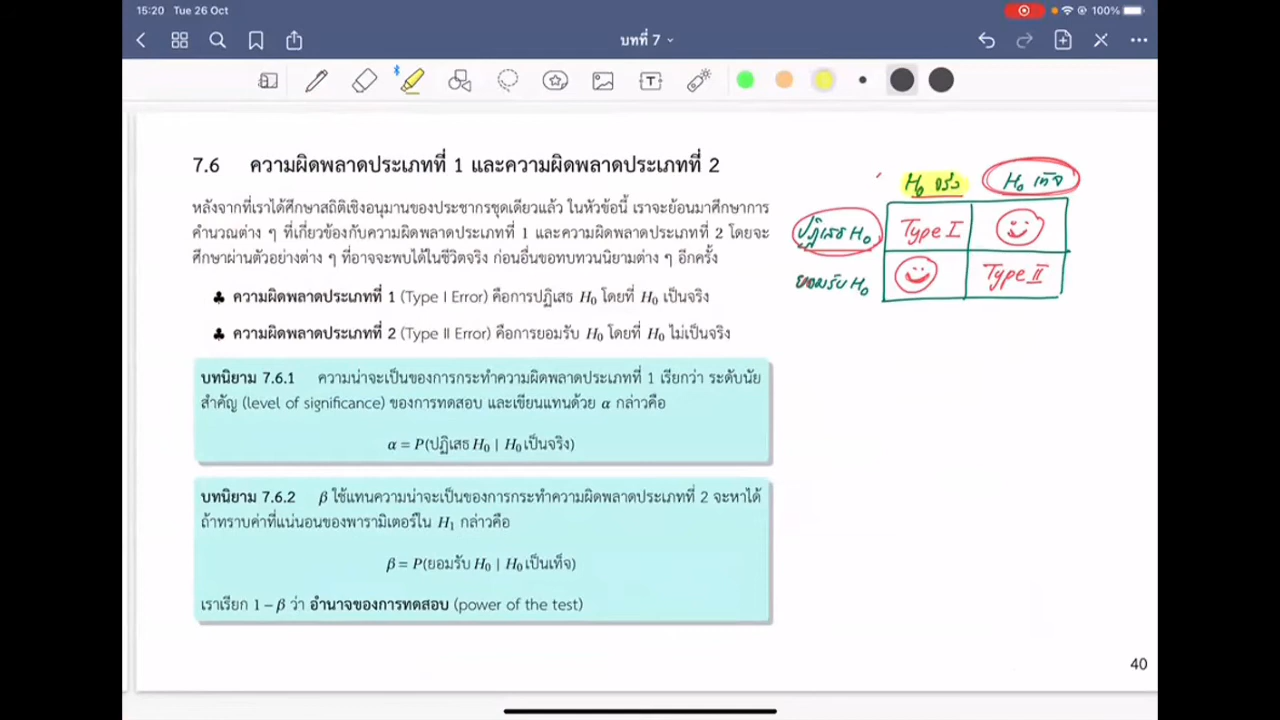 15:20 Tue 26 Oct
100%
บทที่ 7
7.6 ความผิดพลาดประเภทที่ 1 และความผิดพลาดประเภทที่ 2
หลังจากที่เราได้ศึกษาสถิติเชิงอนุมานของประชากรชุดเดียวแล้ว ในหัวข้อนี้ เราจะย้อนมาศึกษาการ
คำนวณต่าง ๆ ที่เกี่ยวข้องกับความผิดพลาดประเภทที่ 1 และความผิดพลาดประเภทที่ 2 โดยจะ
ศึกษาผ่านตัวอย่างต่าง ๆ ที่อาจจะพบได้ในชีวิตจริง ก่อนอื่นขอทบทวนนิยามต่าง ๆ อีกครั้ง
♣ ความผิดพลาดประเภทที่ 1 (Type I Error) คือการปฏิเสธ H₀ โดยที่ H₀ เป็นจริง
♣ ความผิดพลาดประเภทที่ 2 (Type II Error) คือการยอมรับ H₀ โดยที่ H₀ ไม่เป็นจริง
บทนิยาม 7.6.1 ความน่าจะเป็นของการกระทำความผิดพลาดประเภทที่ 1 เรียกว่า ระดับนัย
สำคัญ (level of significance) ของการทดสอบ และเขียนแทนด้วย α กล่าวคือ
α = P(ปฏิเสธ H₀ | H₀ เป็นจริง)
บทนิยาม 7.6.2 β ใช้แทนความน่าจะเป็นของการกระทำความผิดพลาดประเภทที่ 2 จะหาได้
ถ้าทราบค่าที่แน่นอนของพารามิเตอร์ใน H₁ กล่าวคือ
β = P(ยอมรับ H₀ | H₀ เป็นเท็จ)
เราเรียก 1 − β ว่า อำนาจของการทดสอบ (power of the test)
H₀ จริง H₀ เท็จ
ปฏิเสธ H₀ Type I
ยอมรับ H₀ Type II
40